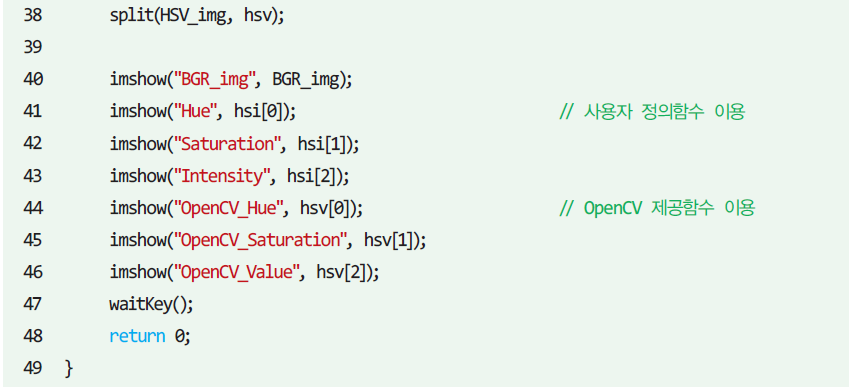 38 split(HSV_img, hsv);
39
40 imshow("BGR_img", BGR_img);
41 imshow("Hue", hsi[0]); // 사용자 정의함수 이용
42 imshow("Saturation", hsi[1]);
43 imshow("Intensity", hsi[2]);
44 imshow("OpenCV_Hue", hsv[0]); // OpenCV 제공함수 이용
45 imshow("OpenCV_Saturation", hsv[1]);
46 imshow("OpenCV_Value", hsv[2]);
47 waitKey();
48 return 0;
49 }